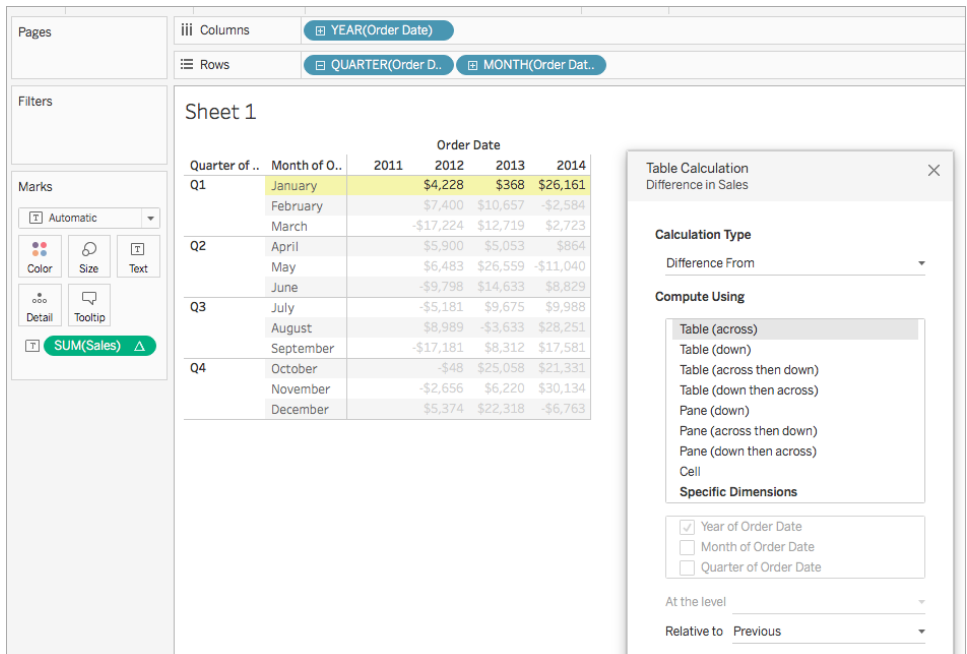 Pages
Columns
YEAR(Order Date)
Rows
QUARTER(Order D.. MONTH(Order Dat..
Filters
Sheet 1
Order Date
Quarter of .. Month of O.. 2011 2012 2013 2014
Q1 January $4,228 $368 $26,161
February $7,400 $10,657 -$2,584
March -$17,224 $12,719 $2,723
Q2 April $5,900 $5,053 $864
May $6,483 $26,559 -$11,040
June -$9,798 $14,633 $8,829
Q3 July -$5,181 $9,675 $9,988
August $8,989 -$3,633 $28,251
September -$17,181 $8,312 $17,581
Q4 October -$48 $25,058 $21,331
November -$2,656 $6,220 $30,134
December $5,374 $22,318 -$6,763
Marks
T Automatic
Color Size T Text
Detail Tooltip
T SUM(Sales) △
Table Calculation
Difference in Sales
Calculation Type
Difference From
Compute Using
Table (across)
Table (down)
Table (across then down)
Table (down then across)
Pane (down)
Pane (across then down)
Pane (down then across)
Cell
Specific Dimensions
Year of Order Date
Month of Order Date
Quarter of Order Date
At the level
Relative to Previous